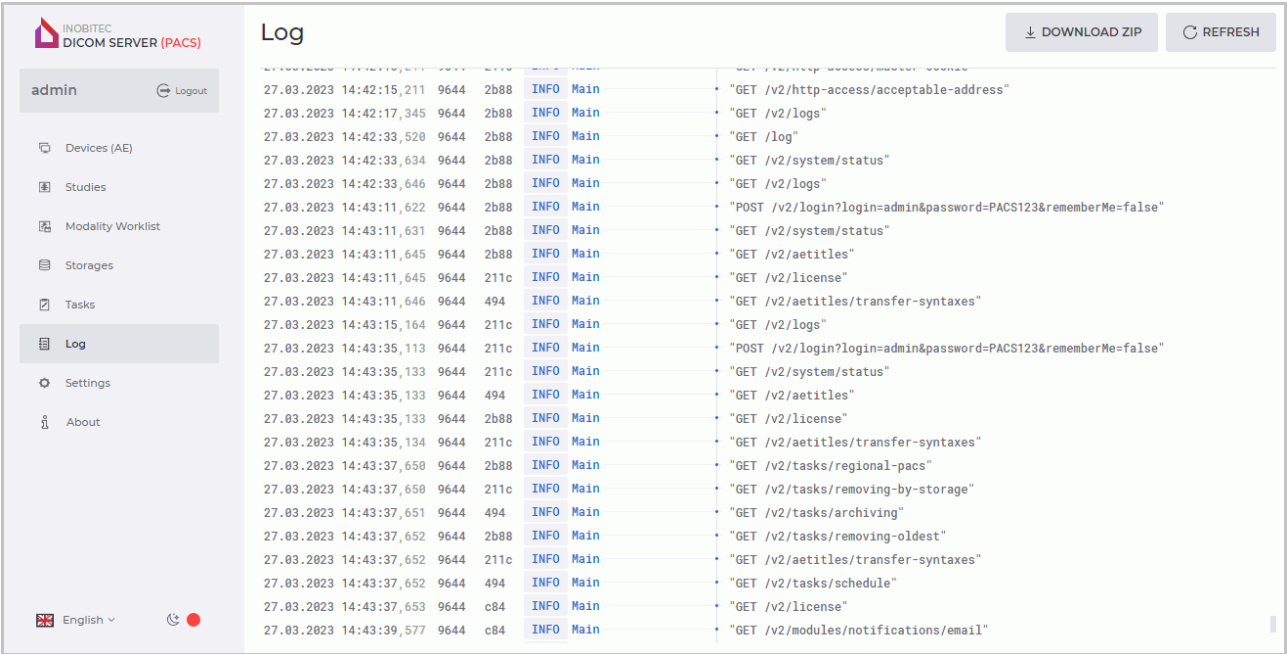 INOBITEC
DICOM SERVER (PACS)
admin
Logout
Devices (AE)
Studies
Modality Worklist
Storages
Tasks
Log
Settings
About
English
Log
DOWNLOAD ZIP
REFRESH
27.03.2023 14:42:15,211 9644 2b88 INFO Main "GET /v2/http-access/acceptable-address"
27.03.2023 14:42:17,345 9644 2b88 INFO Main "GET /v2/logs"
27.03.2023 14:42:33,520 9644 2b88 INFO Main "GET /log"
27.03.2023 14:42:33,634 9644 2b88 INFO Main "GET /v2/system/status"
27.03.2023 14:42:33,646 9644 2b88 INFO Main "GET /v2/logs"
27.03.2023 14:43:11,622 9644 2b88 INFO Main "POST /v2/login?login=admin&password=PACS123&rememberMe=false"
27.03.2023 14:43:11,631 9644 2b88 INFO Main "GET /v2/system/status"
27.03.2023 14:43:11,645 9644 2b88 INFO Main "GET /v2/aetitles"
27.03.2023 14:43:11,645 9644 211c INFO Main "GET /v2/license"
27.03.2023 14:43:11,646 9644 494 INFO Main "GET /v2/aetitles/transfer-syntaxes"
27.03.2023 14:43:15,164 9644 211c INFO Main "GET /v2/logs"
27.03.2023 14:43:35,113 9644 211c INFO Main "POST /v2/login?login=admin&password=PACS123&rememberMe=false"
27.03.2023 14:43:35,133 9644 211c INFO Main "GET /v2/system/status"
27.03.2023 14:43:35,133 9644 494 INFO Main "GET /v2/aetitles"
27.03.2023 14:43:35,133 9644 2b88 INFO Main "GET /v2/license"
27.03.2023 14:43:35,134 9644 211c INFO Main "GET /v2/aetitles/transfer-syntaxes"
27.03.2023 14:43:37,650 9644 2b88 INFO Main "GET /v2/tasks/regional-pacs"
27.03.2023 14:43:37,650 9644 211c INFO Main "GET /v2/tasks/removing-by-storage"
27.03.2023 14:43:37,651 9644 494 INFO Main "GET /v2/tasks/archiving"
27.03.2023 14:43:37,652 9644 2b88 INFO Main "GET /v2/tasks/removing-oldest"
27.03.2023 14:43:37,652 9644 211c INFO Main "GET /v2/aetitles/transfer-syntaxes"
27.03.2023 14:43:37,652 9644 494 INFO Main "GET /v2/tasks/schedule"
27.03.2023 14:43:37,653 9644 c84 INFO Main "GET /v2/license"
27.03.2023 14:43:39,577 9644 c84 INFO Main "GET /v2/modules/notifications/email"